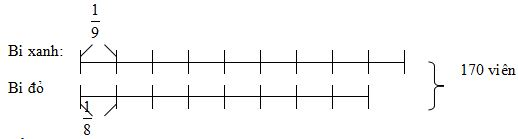 1/9
Bi xanh:
170 viên
Bi đỏ
1/8